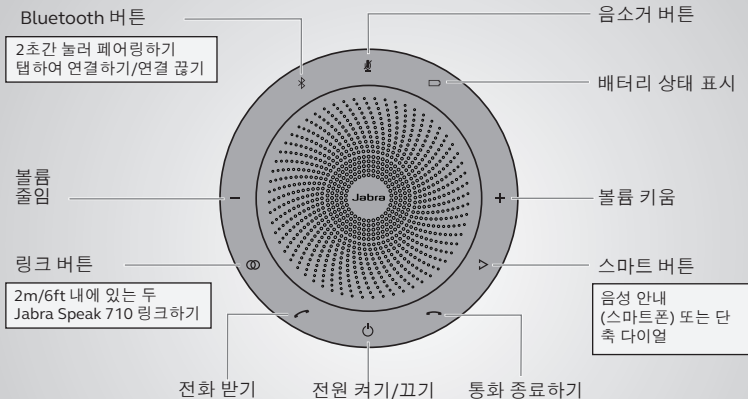 Bluetooth 버튼
2초간 눌러 페어링하기
탭하여 연결하기/연결 끊기
음소거 버튼
배터리 상태 표시
볼륨
줄임
Jabra
볼륨 키움
링크 버튼
2m/6ft 내에 있는 두
Jabra Speak 710 링크하기
스마트 버튼
음성 안내
(스마트폰) 또는 단
축 다이얼
전화 받기
전원 켜기/끄기
통화 종료하기